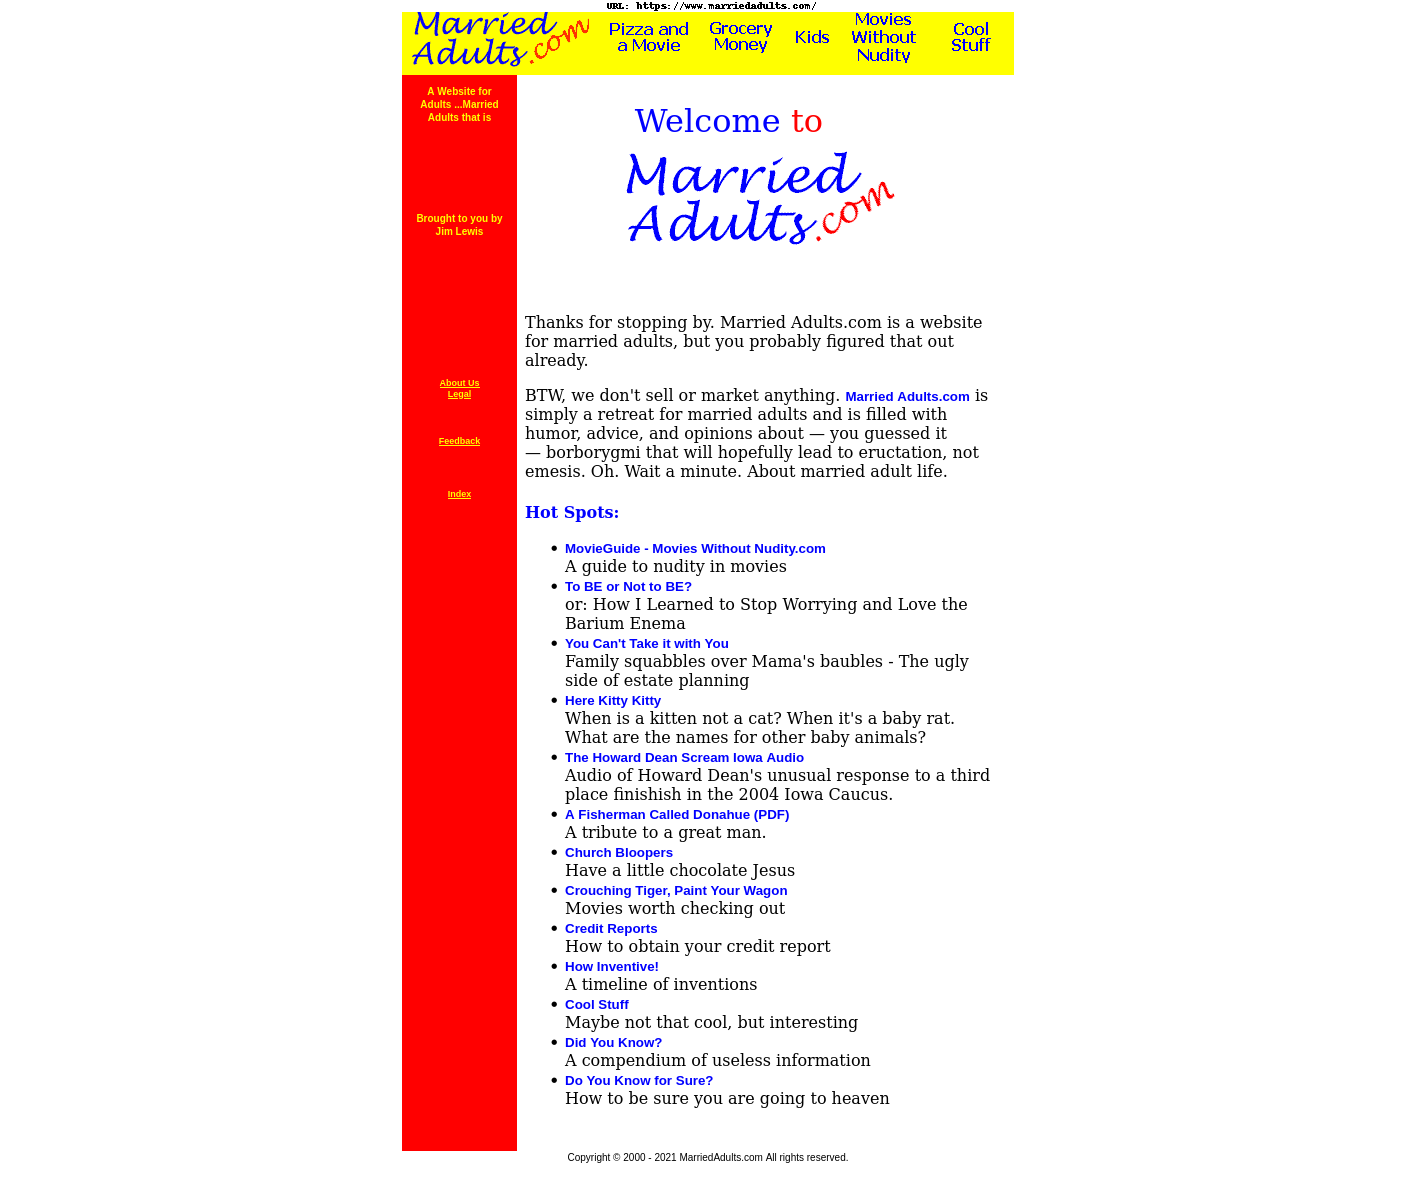 URL: https://www.marriedadults.com/
Married
Adults.com
Pizza and
a Movie
Grocery
Money
Kids
Movies
Without
Nudity
Cool
Stuff
A Website for
Adults ...Married
Adults that is
Brought to you by
Jim Lewis
About Us
Legal
Feedback
Index
Welcome to
Married
Adults.com
Thanks for stopping by. Married Adults.com is a website
for married adults, but you probably figured that out
already.
BTW, we don't sell or market anything. Married Adults.com is
simply a retreat for married adults and is filled with
humor, advice, and opinions about — you guessed it
— borborygmi that will hopefully lead to eructation, not
emesis. Oh. Wait a minute. About married adult life.
Hot Spots:
• MovieGuide - Movies Without Nudity.com
A guide to nudity in movies
• To BE or Not to BE?
or: How I Learned to Stop Worrying and Love the
Barium Enema
• You Can't Take it with You
Family squabbles over Mama's baubles - The ugly
side of estate planning
• Here Kitty Kitty
When is a kitten not a cat? When it's a baby rat.
What are the names for other baby animals?
• The Howard Dean Scream Iowa Audio
Audio of Howard Dean's unusual response to a third
place finishish in the 2004 Iowa Caucus.
• A Fisherman Called Donahue (PDF)
A tribute to a great man.
• Church Bloopers
Have a little chocolate Jesus
• Crouching Tiger, Paint Your Wagon
Movies worth checking out
• Credit Reports
How to obtain your credit report
• How Inventive!
A timeline of inventions
• Cool Stuff
Maybe not that cool, but interesting
• Did You Know?
A compendium of useless information
• Do You Know for Sure?
How to be sure you are going to heaven
Copyright © 2000 - 2021 MarriedAdults.com All rights reserved.